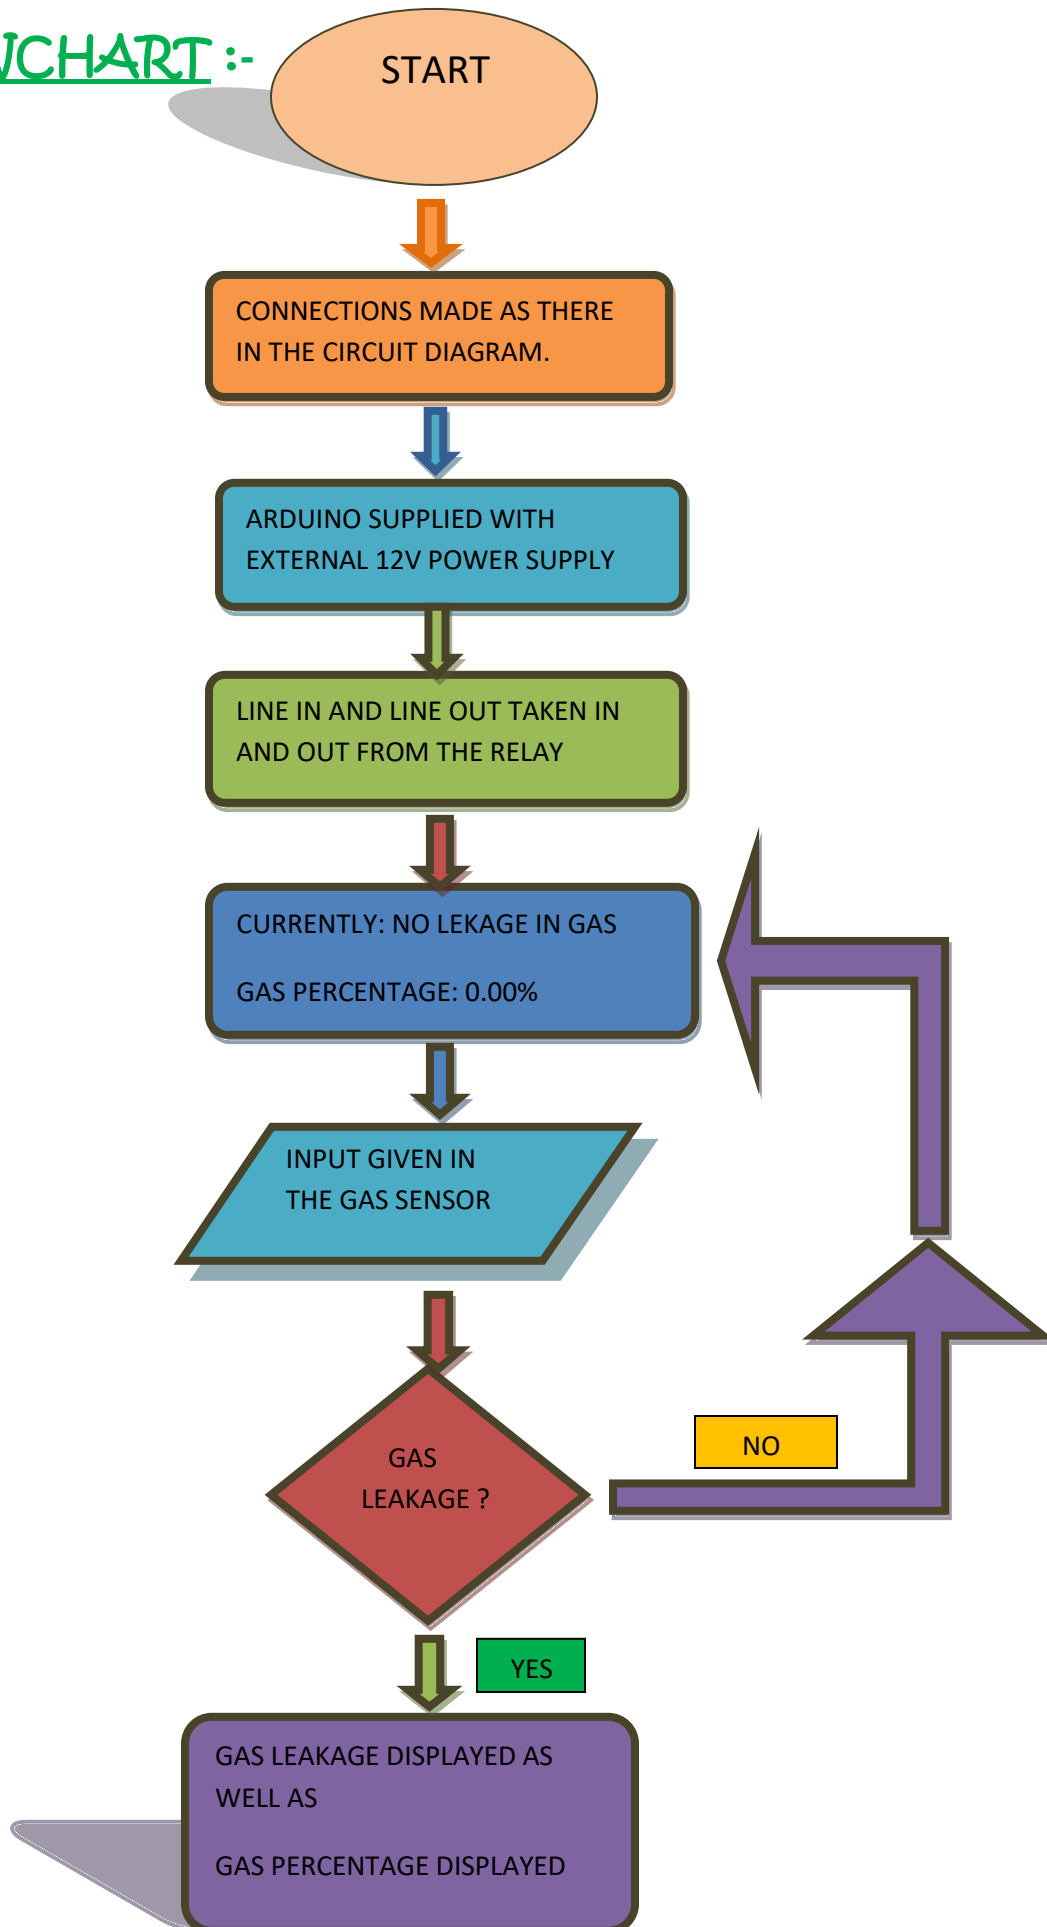 WCHART :-
START
CONNECTIONS MADE AS THERE
IN THE CIRCUIT DIAGRAM.
ARDUINO SUPPLIED WITH
EXTERNAL 12V POWER SUPPLY
LINE IN AND LINE OUT TAKEN IN
AND OUT FROM THE RELAY
CURRENTLY: NO LEKAGE IN GAS
GAS PERCENTAGE: 0.00%
INPUT GIVEN IN
THE GAS SENSOR
GAS
LEAKAGE ?
NO
YES
GAS LEAKAGE DISPLAYED AS
WELL AS
GAS PERCENTAGE DISPLAYED